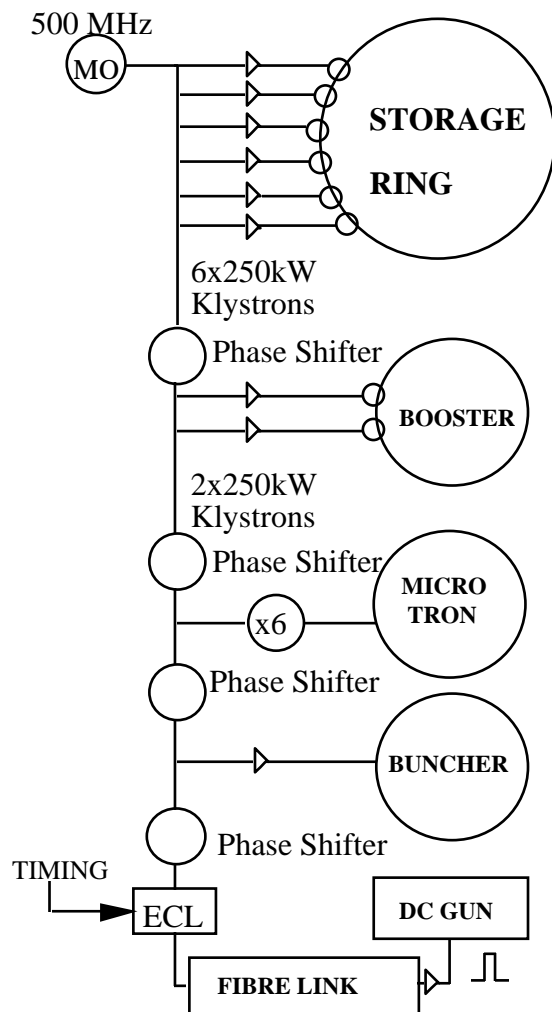 500 MHz
MO
STORAGE
RING
6x250kW
Klystrons
Phase Shifter
BOOSTER
2x250kW
Klystrons
Phase Shifter
MICRO
TRON
x6
Phase Shifter
BUNCHER
Phase Shifter
TIMING
ECL
DC GUN
FIBRE LINK